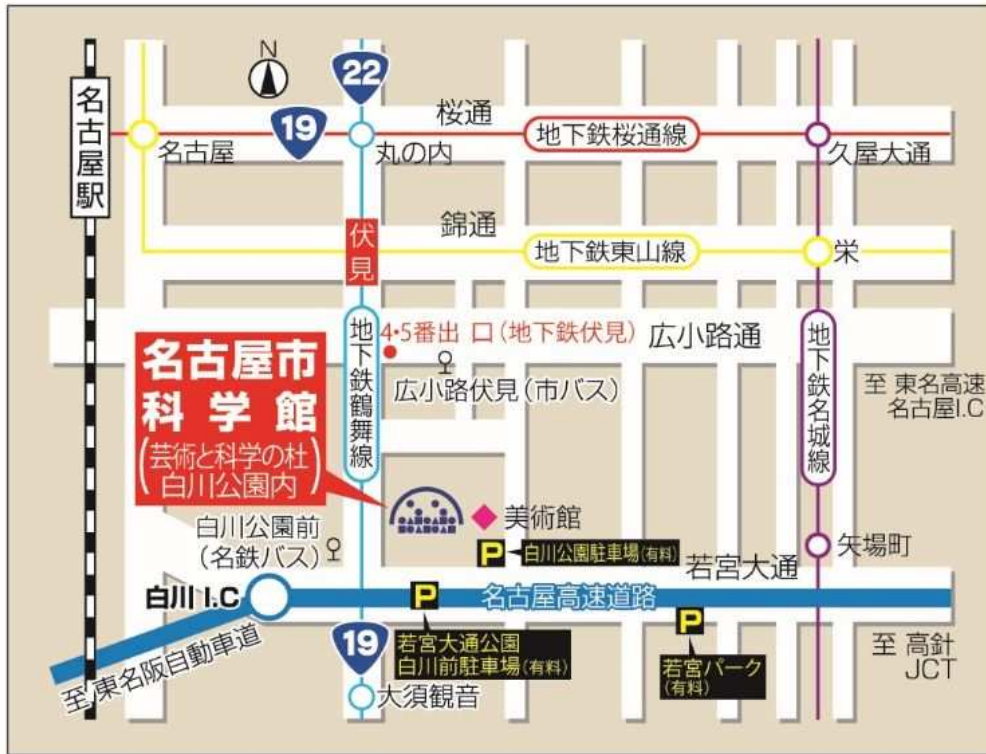 N
22
19
桜通
名古屋駅
名古屋
丸の内
地下鉄桜通線
久屋大通
錦通
伏見
地下鉄東山線
栄
4・5番出 口(地下鉄伏見)
広小路通
名古屋市
科学館
(芸術と科学の杜
白川公園内)
地下鉄鶴舞線
広小路伏見(市バス)
地下鉄名城線
至 東名高速
名古屋I.C
白川公園前
(名鉄バス)
美術館
P
白川公園駐車場(有料)
矢場町
若宮大通
白川 I.C
P
名古屋高速道路
P
至 東名阪自動車道
19
若宮大通公園
白川前駐車場(有料)
若宮パーク
(有料)
至 高針
JCT
大須観音